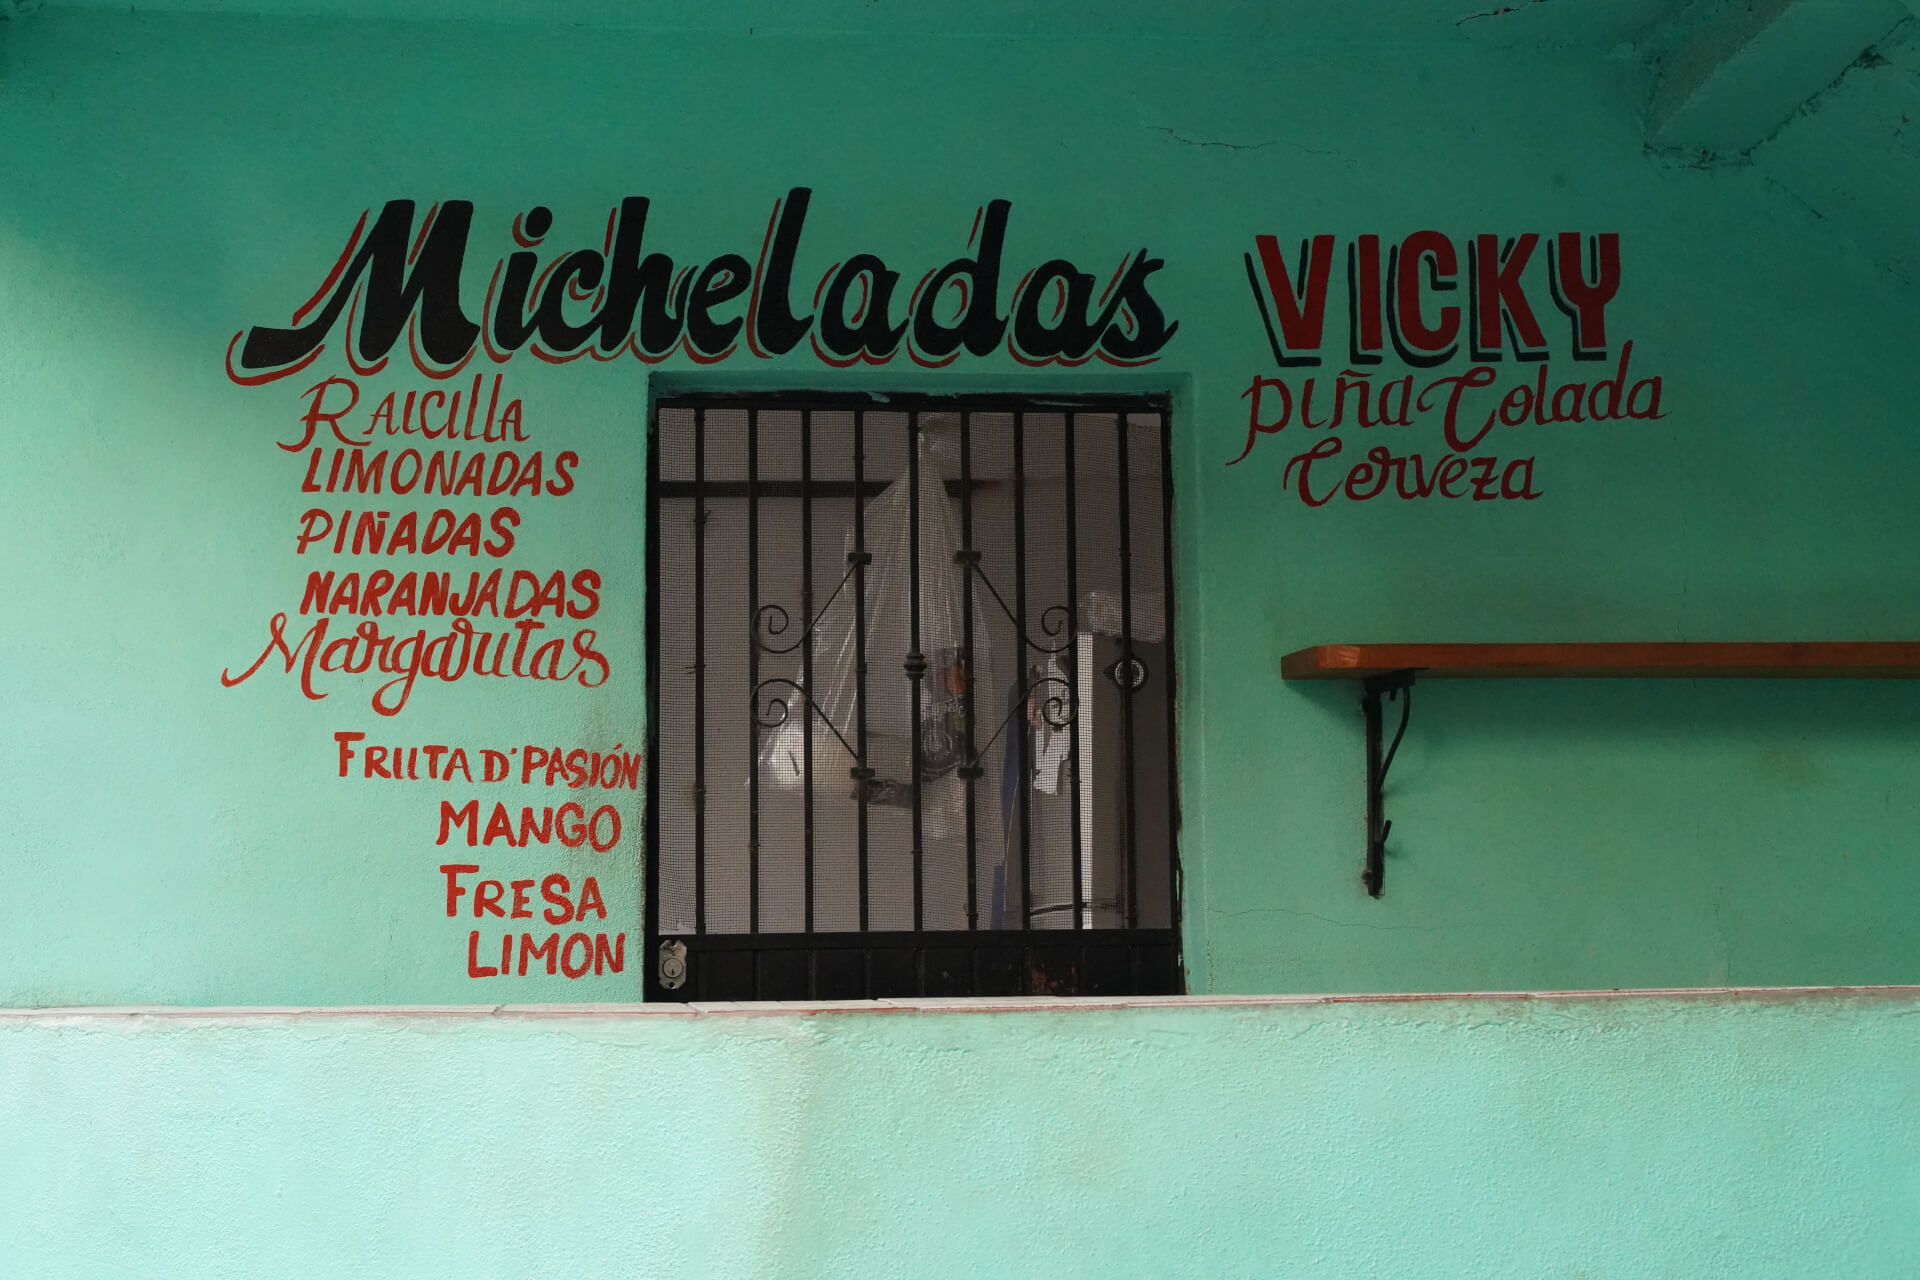 Micheladas VICKY
RAICILLA
LIMONADAS
PIÑADAS
NARANJADAS
Margaritas
FRUTA D'PASIÓN
MANGO
FRESA
LIMON
PIÑA Colada
Cerveza